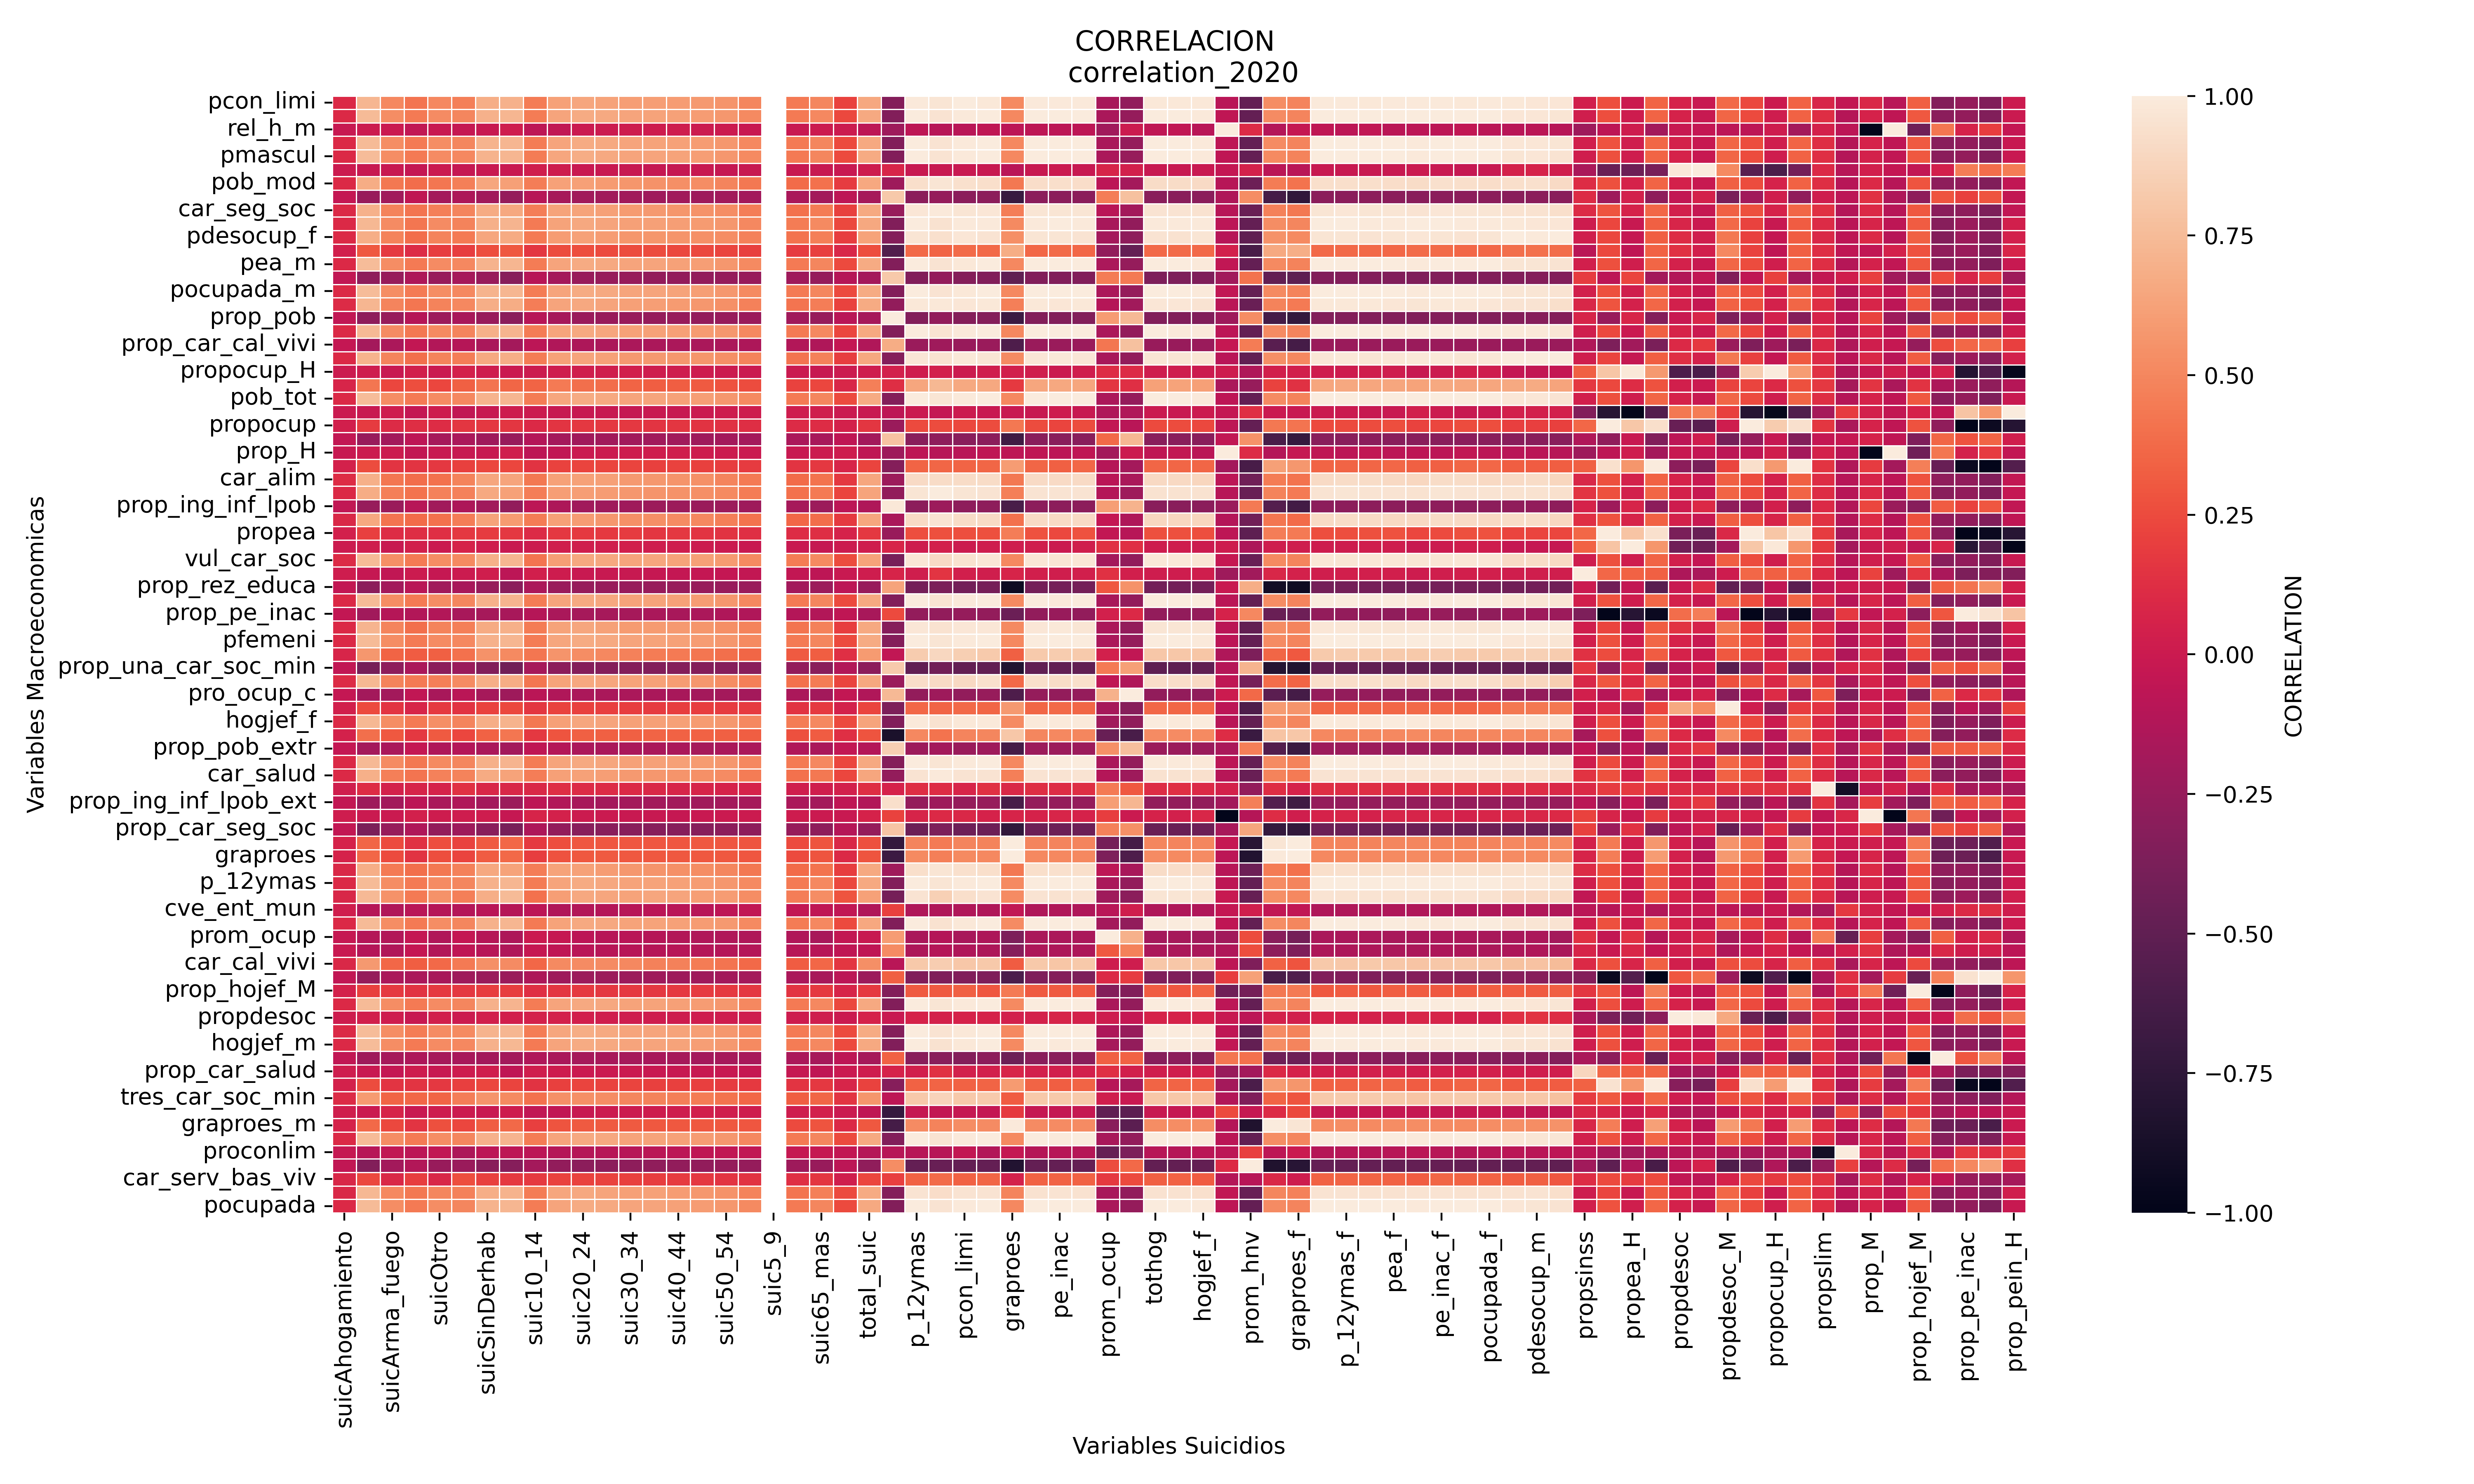 CORRELACION
correlation_2020
Variables Macroeconomicas
pcon_limi
rel_h_m
pmascul
pob_mod
car_seg_soc
pdesocup_f
pea_m
pocupada_m
prop_pob
prop_car_cal_vivi
propocup_H
pob_tot
propocup
prop_H
car_alim
prop_ing_inf_lpob
propea
vul_car_soc
prop_rez_educa
prop_pe_inac
pfemeni
prop_una_car_soc_min
pro_ocup_c
hogjef_f
prop_pob_extr
car_salud
prop_ing_inf_lpob_ext
prop_car_seg_soc
graproes
p_12ymas
cve_ent_mun
prom_ocup
car_cal_vivi
prop_hojef_M
propdesoc
hogjef_m
prop_car_salud
tres_car_soc_min
graproes_m
proconlim
car_serv_bas_viv
pocupada
suicAhogamiento
suicArma_fuego
suicOtro
suicSinDerhab
suic10_14
suic20_24
suic30_34
suic40_44
suic50_54
suic5_9
suic65_mas
total_suic
p_12ymas
pcon_limi
graproes
pe_inac
prom_ocup
tothog
hogjef_f
prom_hnv
graproes_f
p_12ymas_f
pea_f
pe_inac_f
pocupada_f
pdesocup_m
propsinss
propea_H
propdesoc
propdesoc_M
propocup_H
propslim
prop_M
prop_hojef_M
prop_pe_inac
prop_pein_H
Variables Suicidios
1.00
0.75
0.50
0.25
0.00
−0.25
−0.50
−0.75
−1.00
CORRELATION